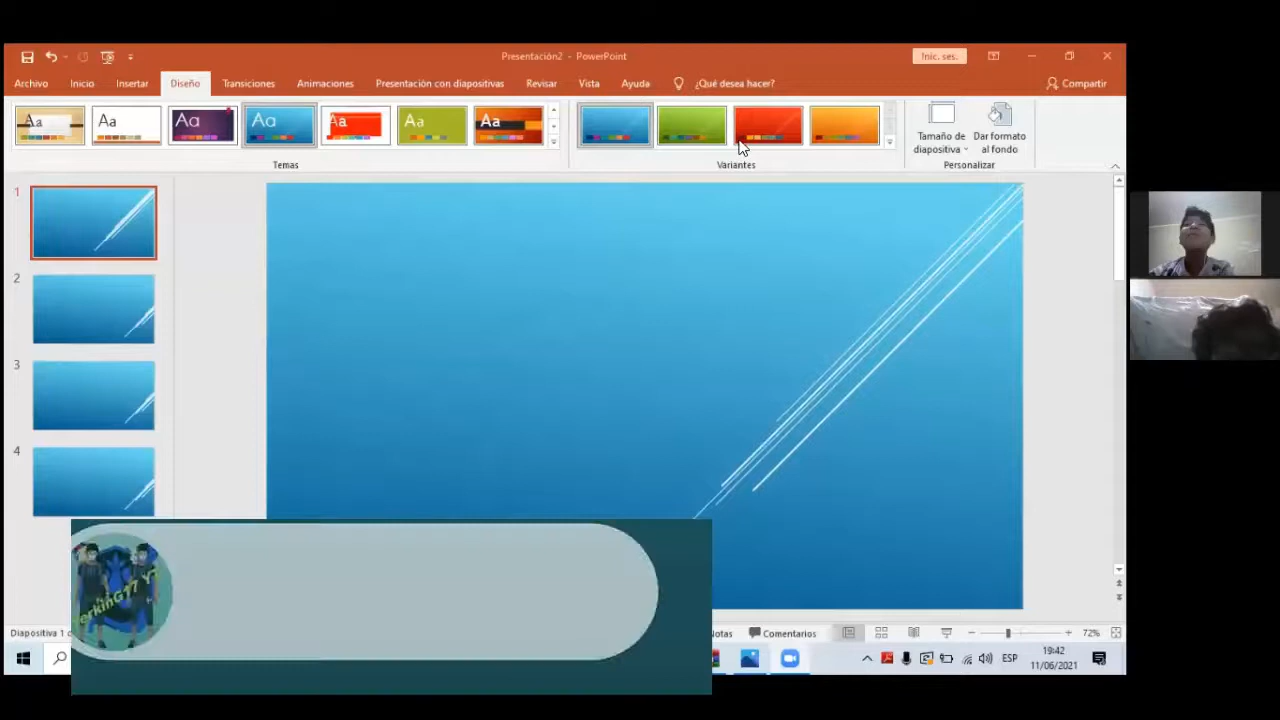 Presentación2 - PowerPoint
Inic. ses.
Archivo
Inicio
Insertar
Diseño
Transiciones
Animaciones
Presentación con diapositivas
Revisar
Vista
Ayuda
¿Qué desea hacer?
Compartir
Aa
Aa
Aa
Aa
Aa
Aa
Aa
Tamaño de diapositiva
Dar formato al fondo
Temas
Variantes
Personalizar
1
2
3
4
Diapositiva 1
Comentarios
72%
ESP
19:42
11/06/2021